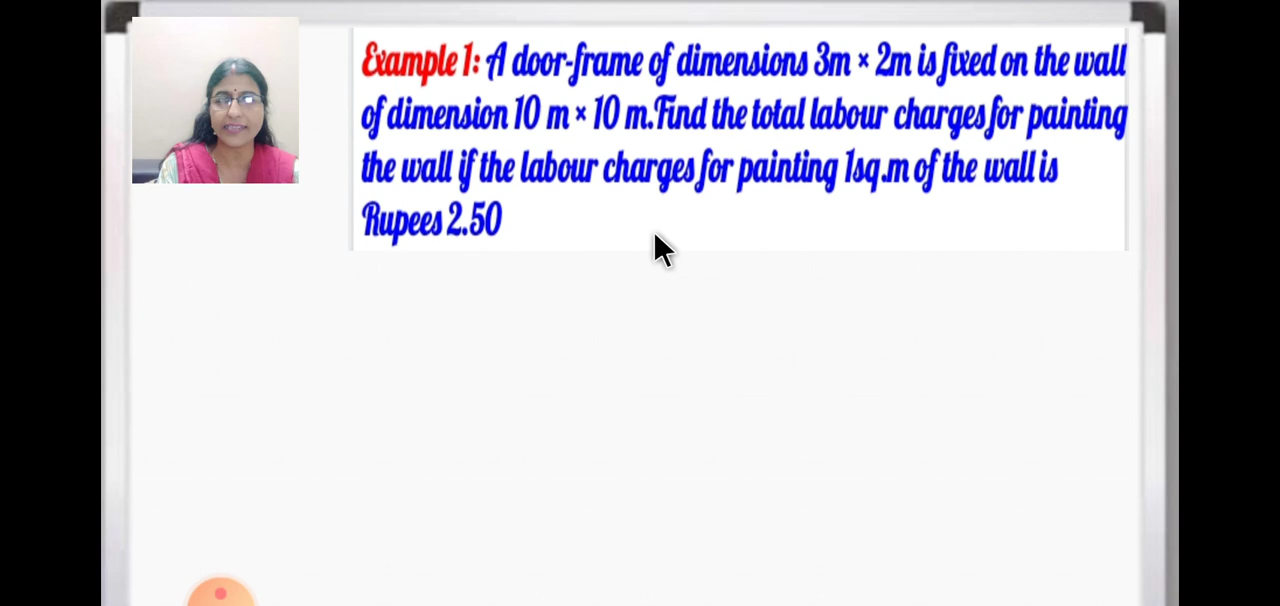 Example 1: A door-frame of dimensions 3m × 2m is fixed on the wall
of dimension 10 m × 10 m.Find the total labour charges for painting
the wall if the labour charges for painting 1sq.m of the wall is
Rupees 2.50